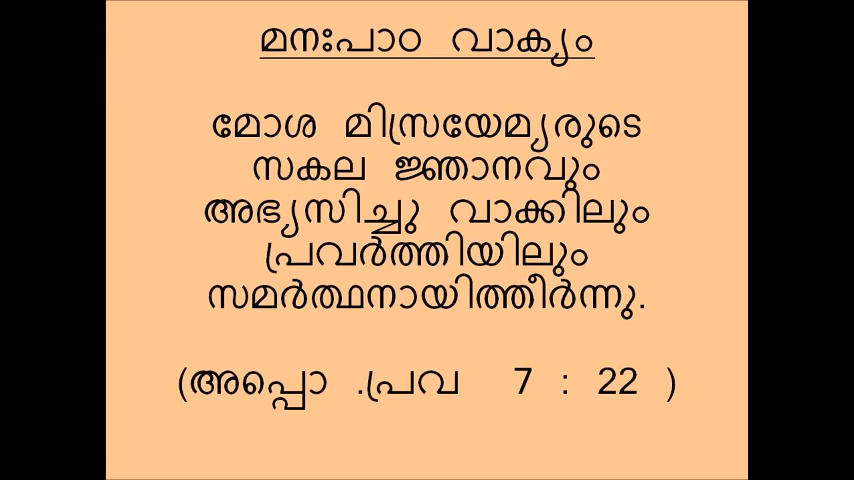 മനഃപാഠ വാക്യം
മോശ മിസ്രയേമ്യരുടെ
സകല ജ്ഞാനവും
അഭ്യസിച്ചു വാക്കിലും
പ്രവർത്തിയിലും
സമർത്ഥനായിത്തീർന്നു.
(അപ്പൊ .പ്രവ 7 : 22 )